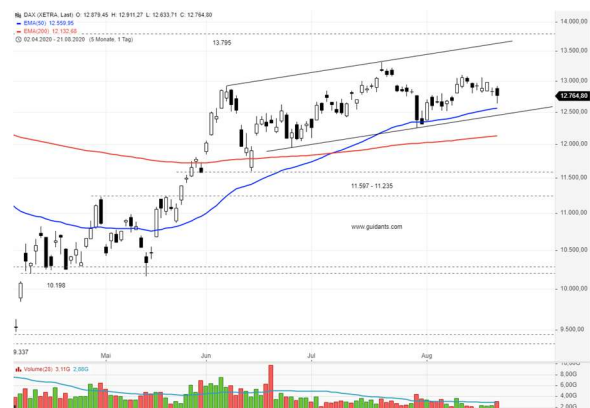 DAX (XETRA, Last) O: 12.879,45 H: 12.911,27 L: 12.633,71 C: 12.764,80
EMA(50) 12.559,95
EMA(200) 12.132,68
02.04.2020 - 21.08.2020 (5 Monate, 1 Tag)
13.795
14.000,00
13.500,00
13.000,00
12.764,80
12.500,00
12.000,00
11.500,00
11.597 - 11.235
11.000,00
www.guidants.com
10.500,00
10.198
10.000,00
9.500,00
9.337
Mai Jun Jul Aug
Volume(28) 3,11G 2,88G
10,00G
8,00G
6,00G
4,00G
2,00G